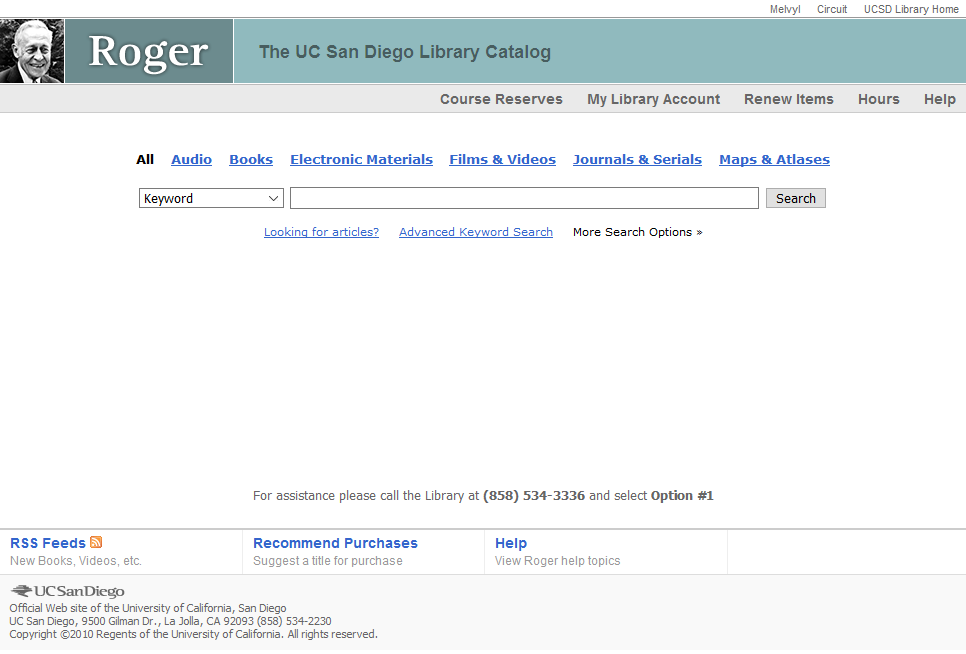 Melvyl Circuit UCSD Library Home
Roger The UC San Diego Library Catalog
Course Reserves My Library Account Renew Items Hours Help
All Audio Books Electronic Materials Films & Videos Journals & Serials Maps & Atlases
Keyword Search
Looking for articles? Advanced Keyword Search More Search Options »
For assistance please call the Library at (858) 534-3336 and select Option #1
RSS Feeds Recommend Purchases Help
New Books, Videos, etc. Suggest a title for purchase View Roger help topics
UC San Diego
Official Web site of the University of California, San Diego
UC San Diego, 9500 Gilman Dr., La Jolla, CA 92093 (858) 534-2230
Copyright ©2010 Regents of the University of California. All rights reserved.